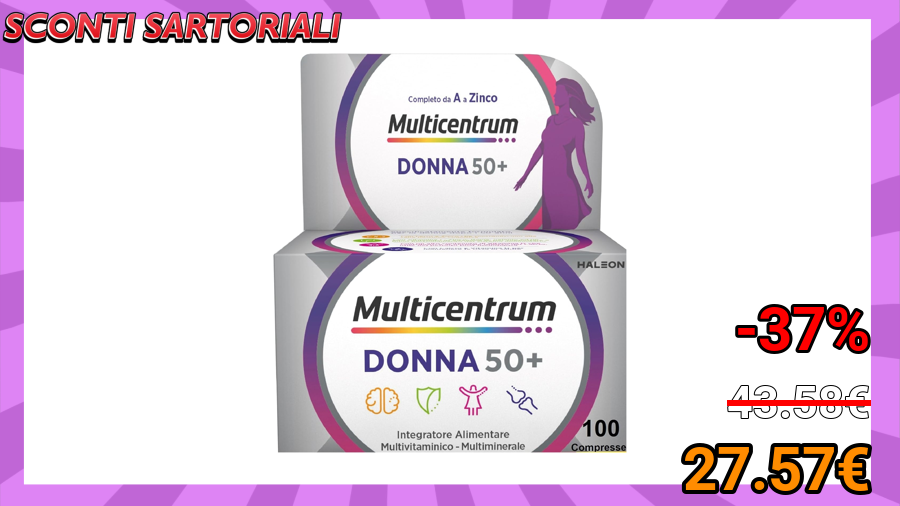 SCONTI SARTORIALI
Completo da A a Zinco
Multicentrum
DONNA 50+
HALEON
Multicentrum
DONNA 50+
Integratore Alimentare
Multivitaminico - Multiminerale
100
Compresse
-37%
43.58€
27.57€